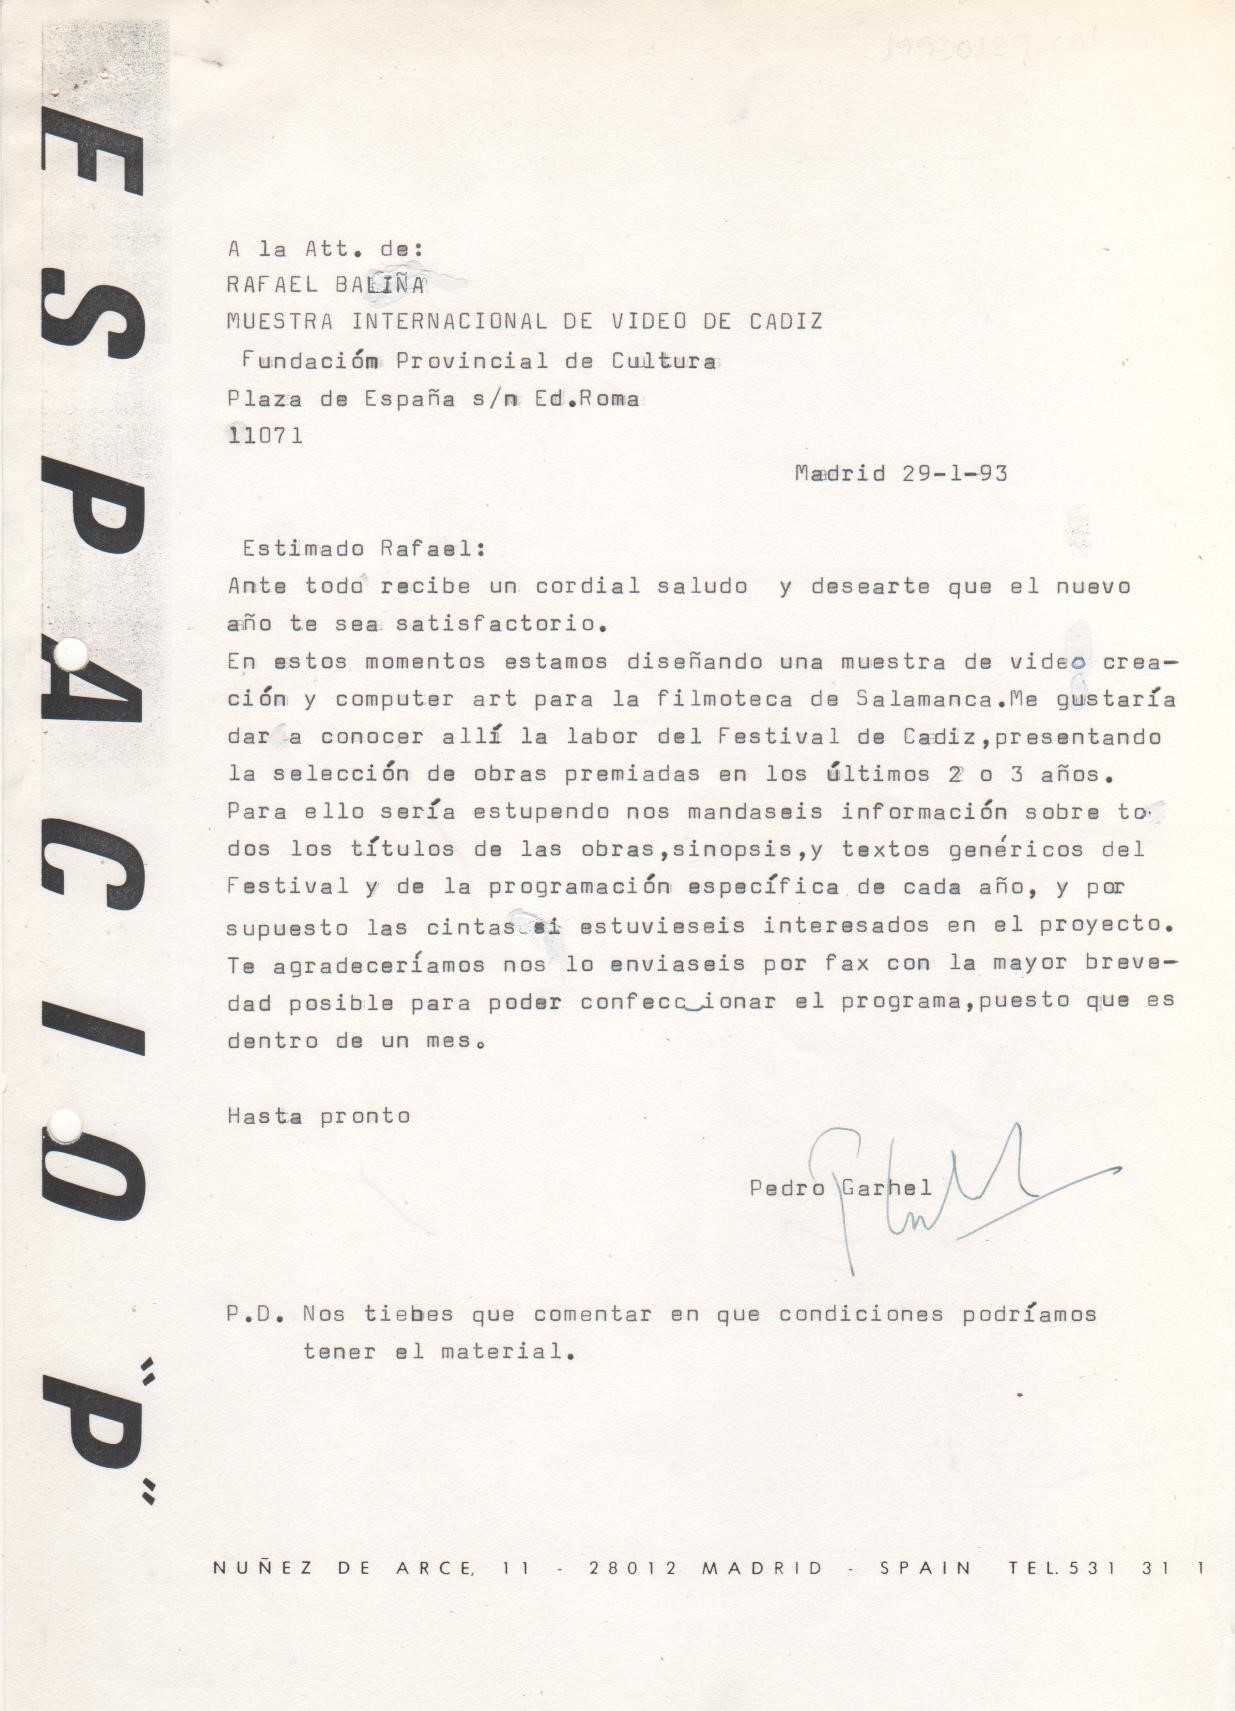 ESPACIO "P"
A la Att. de:
RAFAEL BALIÑA
MUESTRA INTERNACIONAL DE VIDEO DE CADIZ
Fundacióm Provincial de Cultura
Plaza de España s/n Ed.Roma
11071
Madrid 29-1-93
Estimado Rafael:
Ante todo recibe un cordial saludo y desearte que el nuevo
año te sea satisfactorio.
En estos momentos estamos diseñando una muestra de video crea-
ción y computer art para la filmoteca de Salamanca.Me gustaría
dar a conocer allí la labor del Festival de Cadiz,presentando
la selección de obras premiadas en los últimos 2 o 3 años.
Para ello sería estupendo nos mandaseis información sobre to-
dos los títulos de las obras,sinopsis,y textos genéricos del
Festival y de la programación específica de cada año, y por
supuesto las cintas si estuvieseis interesados en el proyecto.
Te agradeceríamos nos lo enviaseis por fax con la mayor breve-
dad posible para poder confeccionar el programa,puesto que es
dentro de un mes.
Hasta pronto
Pedro Garhel
P.D. Nos tiebes que comentar en que condiciones podríamos
tener el material.
NUÑEZ DE ARCE, 11 - 28012 MADRID - SPAIN TEL.531 31 1